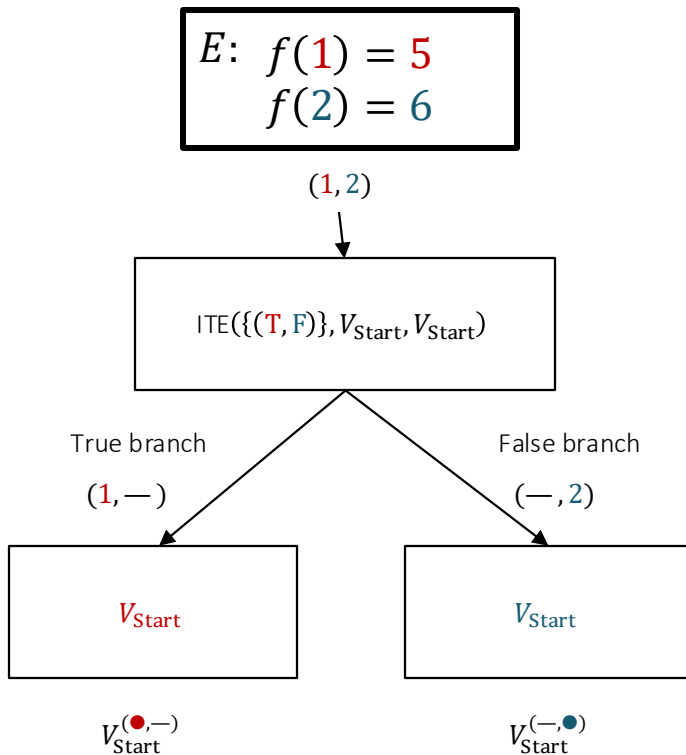 E: f(1) = 5
f(2) = 6
(1, 2)
ITE({(T, F)}, V_Start, V_Start)
True branch
False branch
(1, —)
(—, 2)
V_Start
V_Start
V_Start^(●,—)
V_Start^(—,●)